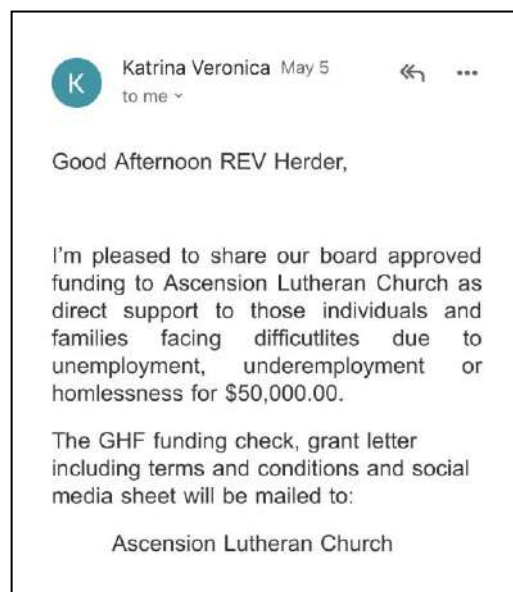 K
Katrina Veronica May 5
to me
Good Afternoon REV Herder,
I'm pleased to share our board approved
funding to Ascension Lutheran Church as
direct support to those individuals and
families facing difficutlites due to
unemployment, underemployment or
homlessness for $50,000.00.
The GHF funding check, grant letter
including terms and conditions and social
media sheet will be mailed to:
Ascension Lutheran Church